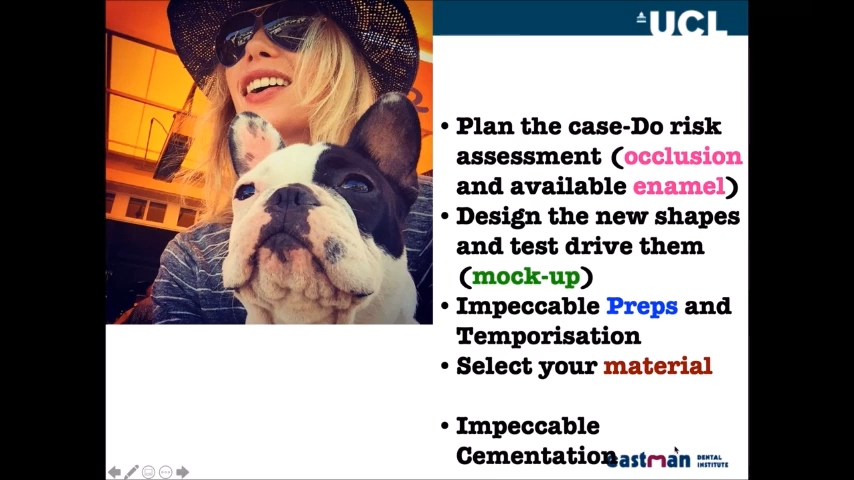 UCL
• Plan the case-Do risk
assessment (occlusion
and available enamel)
• Design the new shapes
and test drive them
(mock-up)
• Impeccable Preps and
Temporisation
• Select your material
• Impeccable
Cementation
eastman DENTAL
INSTITUTE